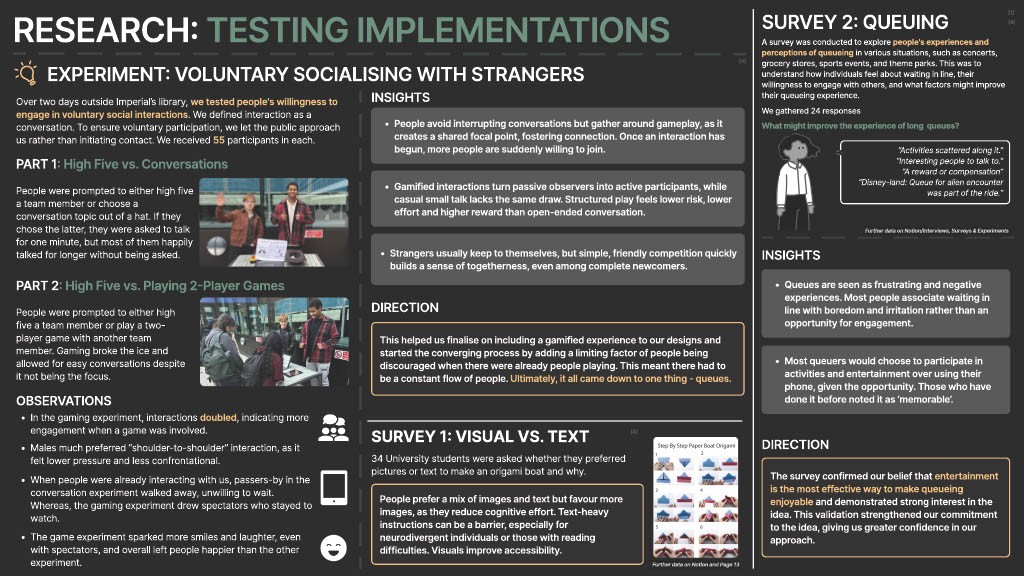 RESEARCH: TESTING IMPLEMENTATIONS
EXPERIMENT: VOLUNTARY SOCIALISING WITH STRANGERS
Over two days outside Imperial's library, we tested people's willingness to
engage in voluntary social interactions. We defined interaction as a
conversation. To ensure voluntary participation, we let the public approach
us rather than initiating contact. We received 55 participants in each.
PART 1: High Five vs. Conversations
People were prompted to either high five
a team member or choose a
conversation topic out of a hat. If they
chose the latter, they were asked to talk
for one minute, but most of them happily
talked for longer without being asked.
PART 2: High Five vs. Playing 2-Player Games
People were prompted to either high
five a team member or play a two-
player game with another team
member. Gaming broke the ice and
allowed for easy conversations despite
it not being the focus.
OBSERVATIONS
• In the gaming experiment, interactions doubled, indicating more
engagement when a game was involved.
• Males much preferred "shoulder-to-shoulder" interaction, as it
felt lower pressure and less confrontational.
• When people were already interacting with us, passers-by in the
conversation experiment walked away, unwilling to wait.
Whereas, the gaming experiment drew spectators who stayed to
watch.
• The game experiment sparked more smiles and laughter, even
with spectators, and overall left people happier than the other
experiment.
INSIGHTS
• People avoid interrupting conversations but gather around gameplay, as it
creates a shared focal point, fostering connection. Once an interaction has
begun, more people are suddenly willing to join.
• Gamified interactions turn passive observers into active participants, while
casual small talk lacks the same draw. Structured play feels lower risk, lower
effort and higher reward than open-ended conversation.
• Strangers usually keep to themselves, but simple, friendly competition quickly
builds a sense of togetherness, even among complete newcomers.
DIRECTION
This helped us finalise on including a gamified experience to our designs and
started the converging process by adding a limiting factor of people being
discouraged when there were already people playing. This meant there had to
be a constant flow of people. Ultimately, it all came down to one thing - queues.
SURVEY 1: VISUAL VS. TEXT
34 University students were asked whether they preferred
pictures or text to make an origami boat and why.
People prefer a mix of images and text but favour more
images, as they reduce cognitive effort. Text-heavy
instructions can be a barrier, especially for
neurodivergent individuals or those with reading
difficulties. Visuals improve accessibility.
Step By Step Paper Boat Origami
Further data on Notion and Page 13
SURVEY 2: QUEUING
A survey was conducted to explore people's experiences and
perceptions of queuing in various situations, such as concerts,
grocery stores, sports events, and theme parks. This was to
understand how individuals feel about waiting in line, their
willingness to engage with others, and what factors might improve
their queueing experience.
We gathered 24 responses
What might improve the experience of long queues?
"Activities scattered along it."
"Interesting people to talk to."
"A reward or compensation"
"Disney-land: Queue for alien encounter
was part of the ride."
Further data on Notion/Interviews, Surveys & Experiments
INSIGHTS
• Queues are seen as frustrating and negative
experiences. Most people associate waiting in
line with boredom and irritation rather than an
opportunity for engagement.
• Most queuers would choose to participate in
activities and entertainment over using their
phone, given the opportunity. Those who have
done it before noted it as 'memorable'.
DIRECTION
The survey confirmed our belief that entertainment
is the most effective way to make queueing
enjoyable and demonstrated strong interest in the
idea. This validation strengthened our commitment
to the idea, giving us greater confidence in our
approach.